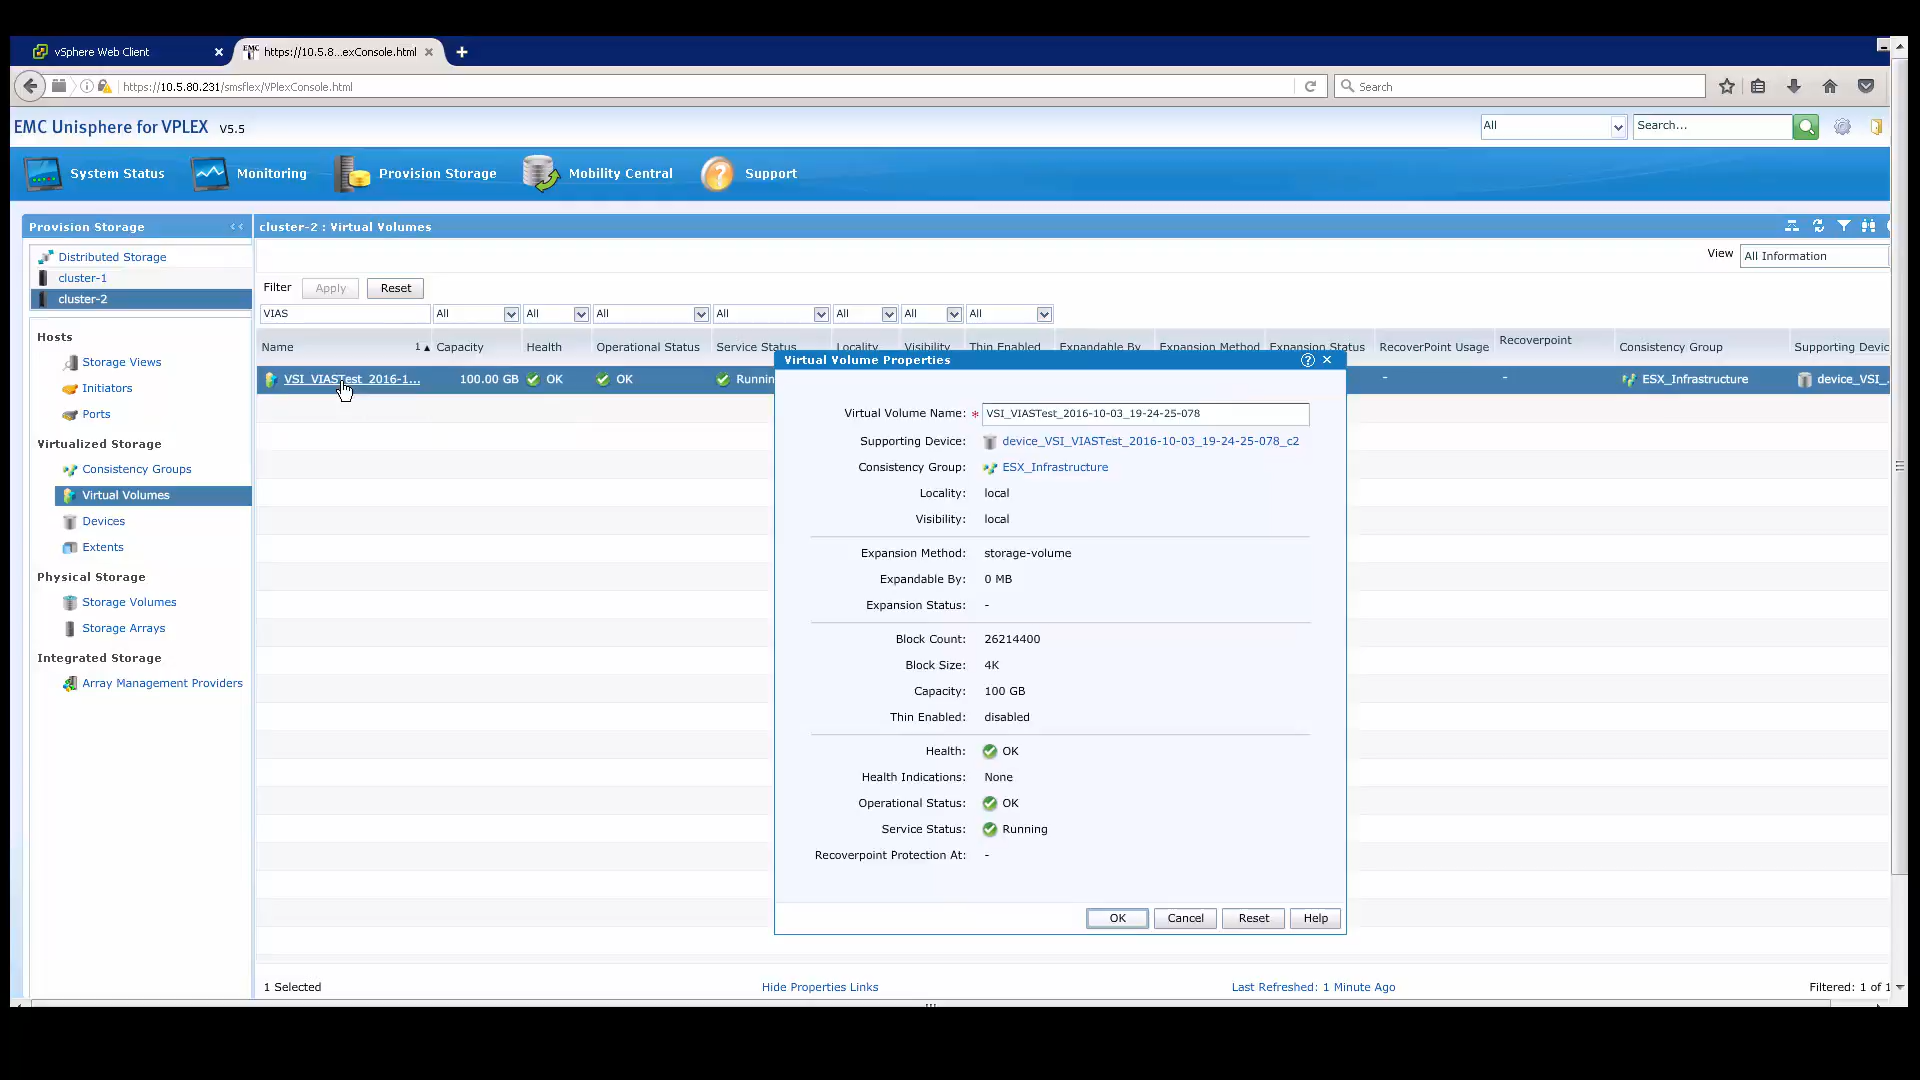 vSphere Web Client
EMC https://10.5.8...exConsole.html
https://10.5.80.231/smsflex/VPlexConsole.html
Search
EMC Unisphere for VPLEX V5.5
All
Search...
System Status
Monitoring
Provision Storage
Mobility Central
Support
Provision Storage
cluster-2 : Virtual Volumes
Distributed Storage
cluster-1
cluster-2
View All Information
Filter Apply Reset
VIAS All All All All All All All
Hosts
Storage Views
Initiators
Ports
Virtualized Storage
Consistency Groups
Virtual Volumes
Devices
Extents
Physical Storage
Storage Volumes
Storage Arrays
Integrated Storage
Array Management Providers
Name 1 Capacity Health Operational Status Service Status Locality Visibility Thin Enabled Expandable By Expansion Method Expansion Status RecoverPoint Usage Recoverpoint Consistency Group Supporting Devic
VSI_VIASTest_2016-1... 100.00 GB OK OK Runnin - - ESX_Infrastructure device_VSI_...
Virtual Volume Properties
Virtual Volume Name: * VSI_VIASTest_2016-10-03_19-24-25-078
Supporting Device: device_VSI_VIASTest_2016-10-03_19-24-25-078_c2
Consistency Group: ESX_Infrastructure
Locality: local
Visibility: local
Expansion Method: storage-volume
Expandable By: 0 MB
Expansion Status: -
Block Count: 26214400
Block Size: 4K
Capacity: 100 GB
Thin Enabled: disabled
Health: OK
Health Indications: None
Operational Status: OK
Service Status: Running
Recoverpoint Protection At: -
OK Cancel Reset Help
1 Selected
Hide Properties Links
Last Refreshed: 1 Minute Ago
Filtered: 1 of 1